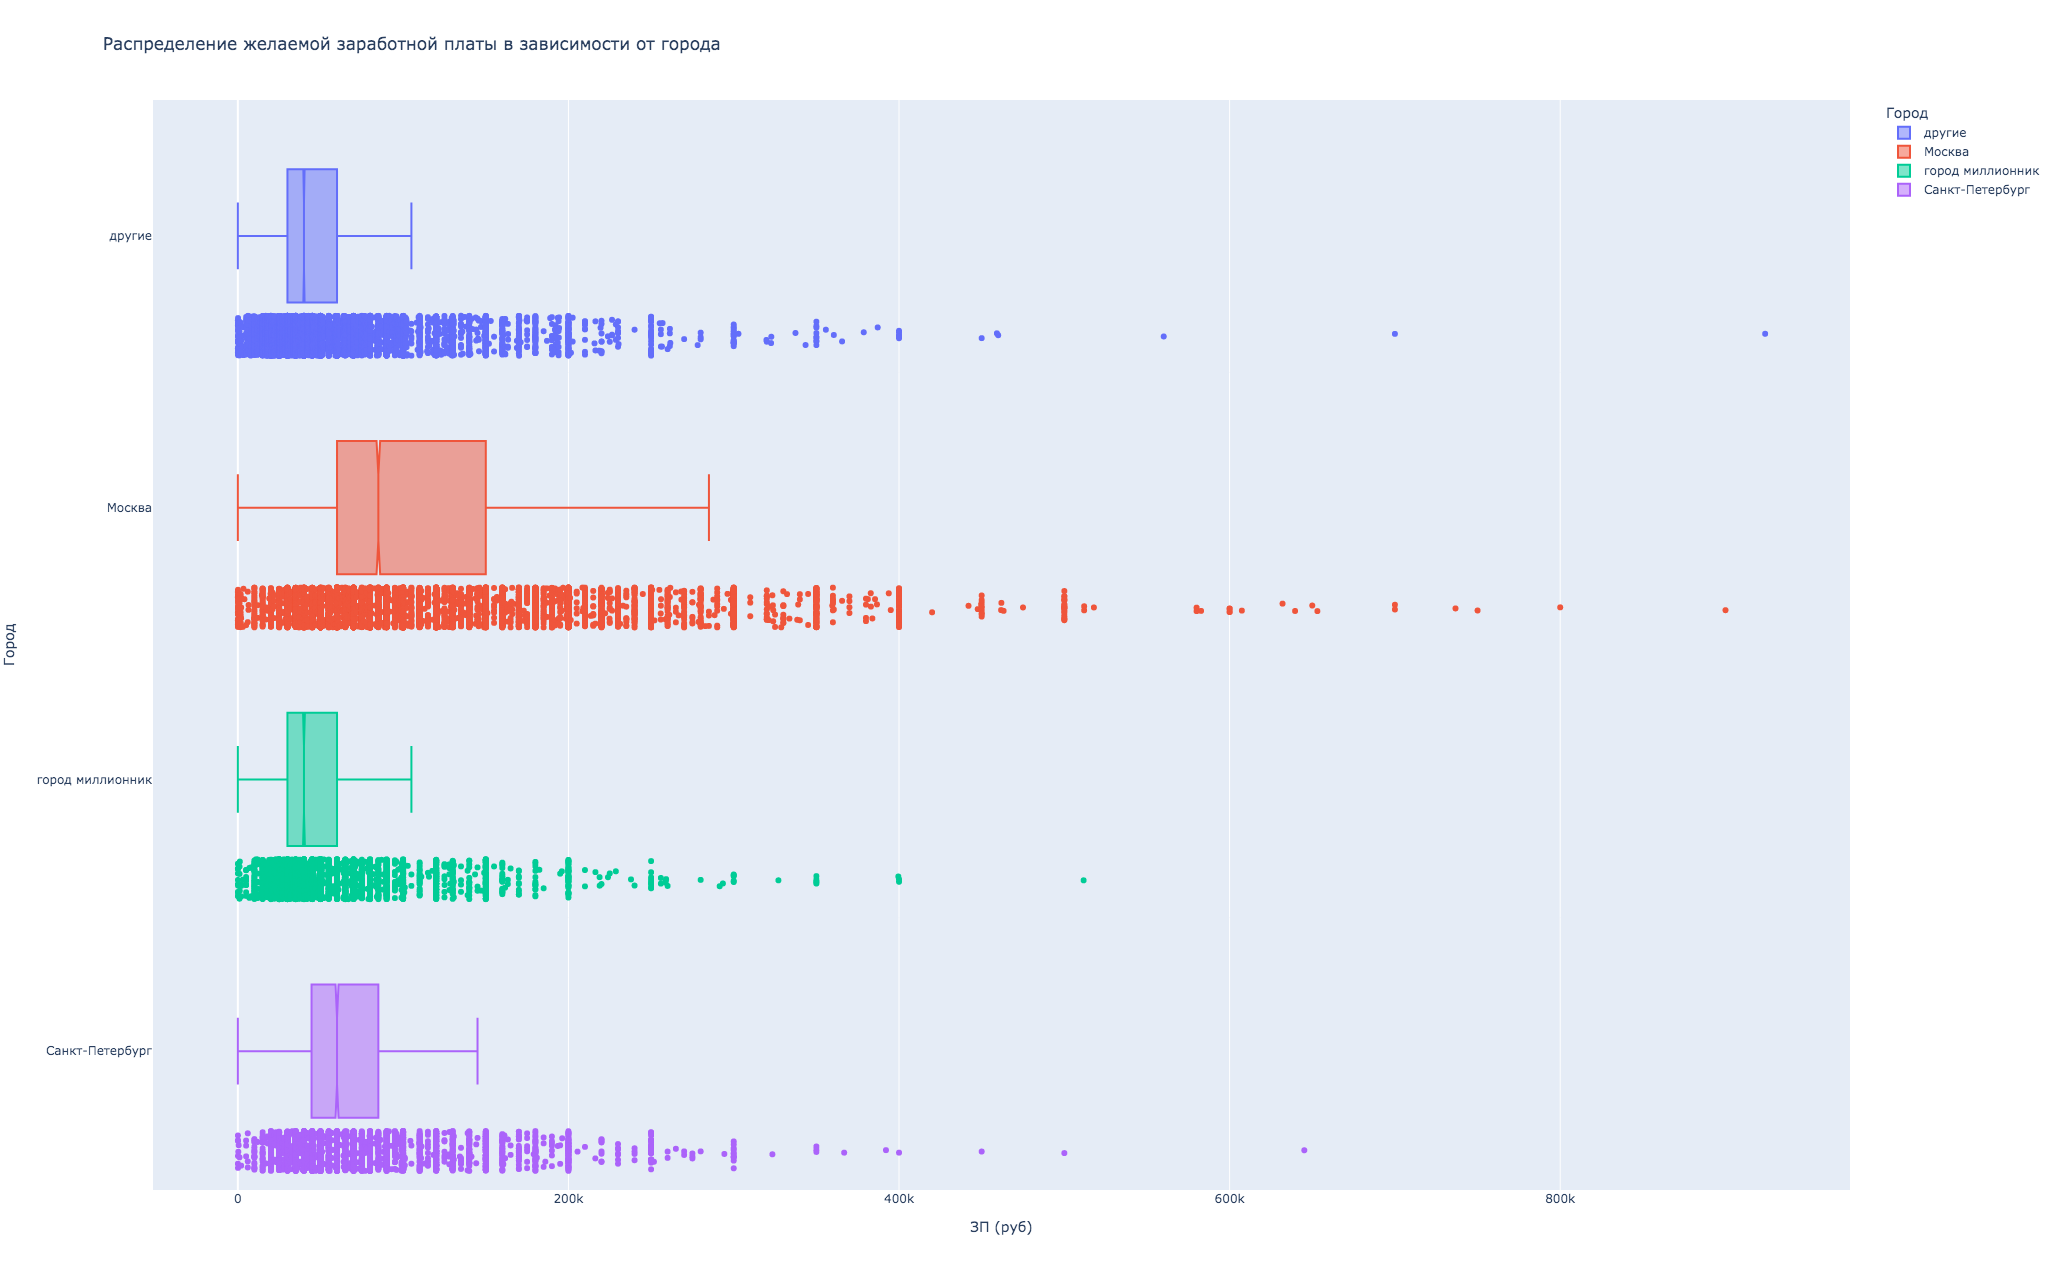 Распределение желаемой заработной платы в зависимости от города
Город
другие
Москва
город миллионник
Санкт-Петербург
другие
Москва
город миллионник
Санкт-Петербург
Город
0
200k
400k
600k
800k
ЗП (руб)